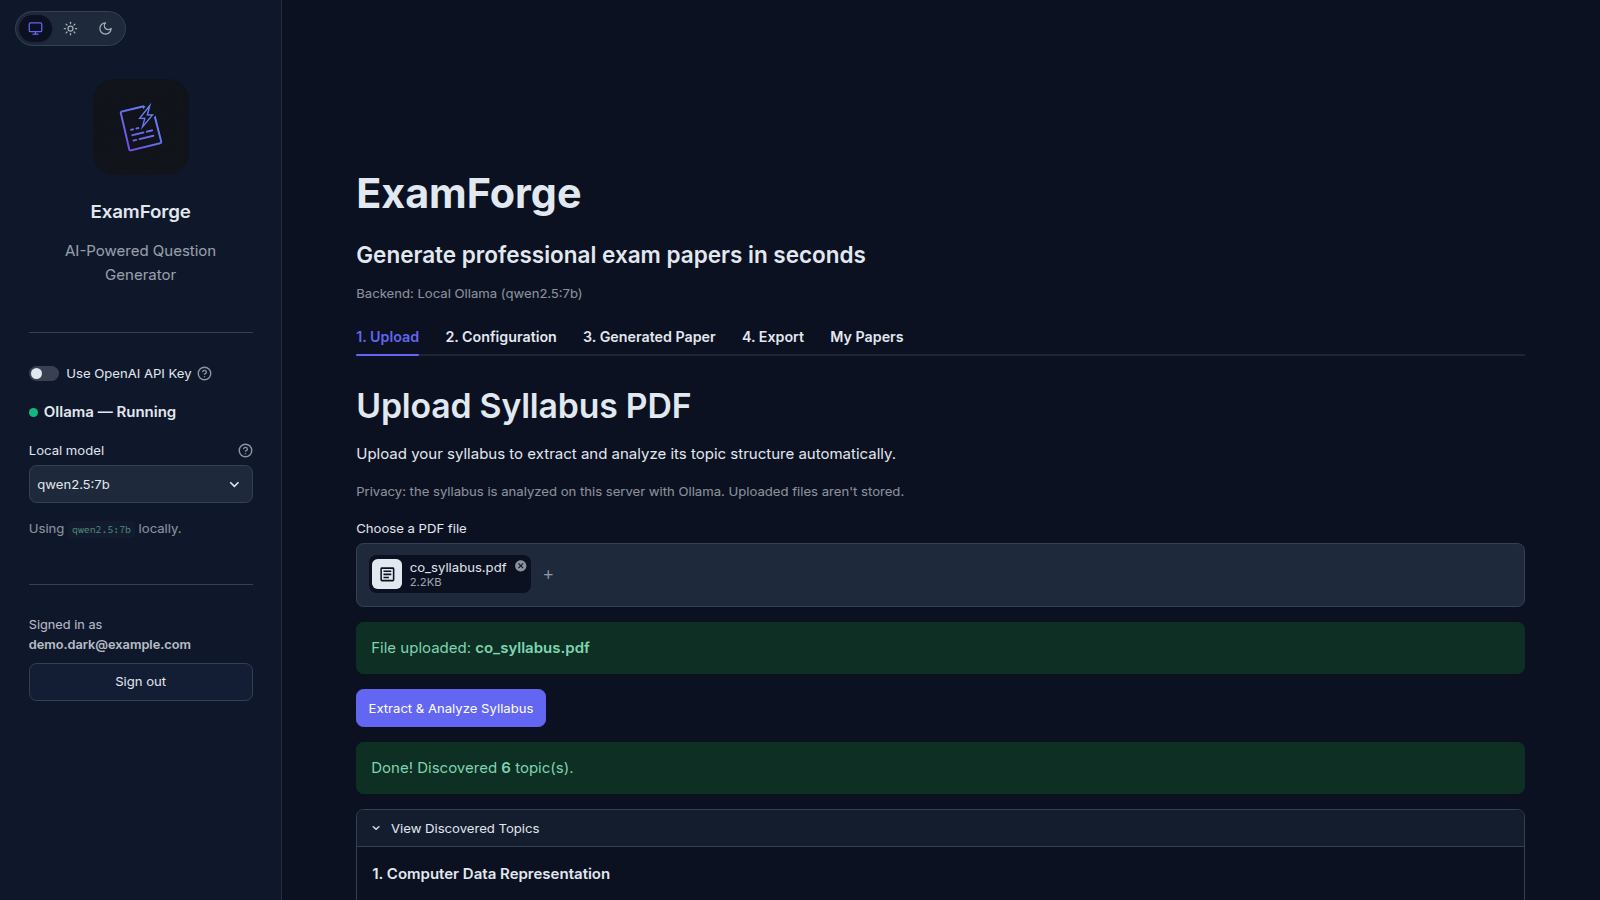 ExamForge
AI-Powered Question
Generator
Use OpenAI API Key
Ollama — Running
Local model
qwen2.5:7b
Using qwen2.5:7b locally.
Signed in as
demo.dark@example.com
Sign out
ExamForge
Generate professional exam papers in seconds
Backend: Local Ollama (qwen2.5:7b)
1. Upload 2. Configuration 3. Generated Paper 4. Export My Papers
Upload Syllabus PDF
Upload your syllabus to extract and analyze its topic structure automatically.
Privacy: the syllabus is analyzed on this server with Ollama. Uploaded files aren't stored.
Choose a PDF file
co_syllabus.pdf
2.2KB
File uploaded: co_syllabus.pdf
Extract & Analyze Syllabus
Done! Discovered 6 topic(s).
View Discovered Topics
1. Computer Data Representation